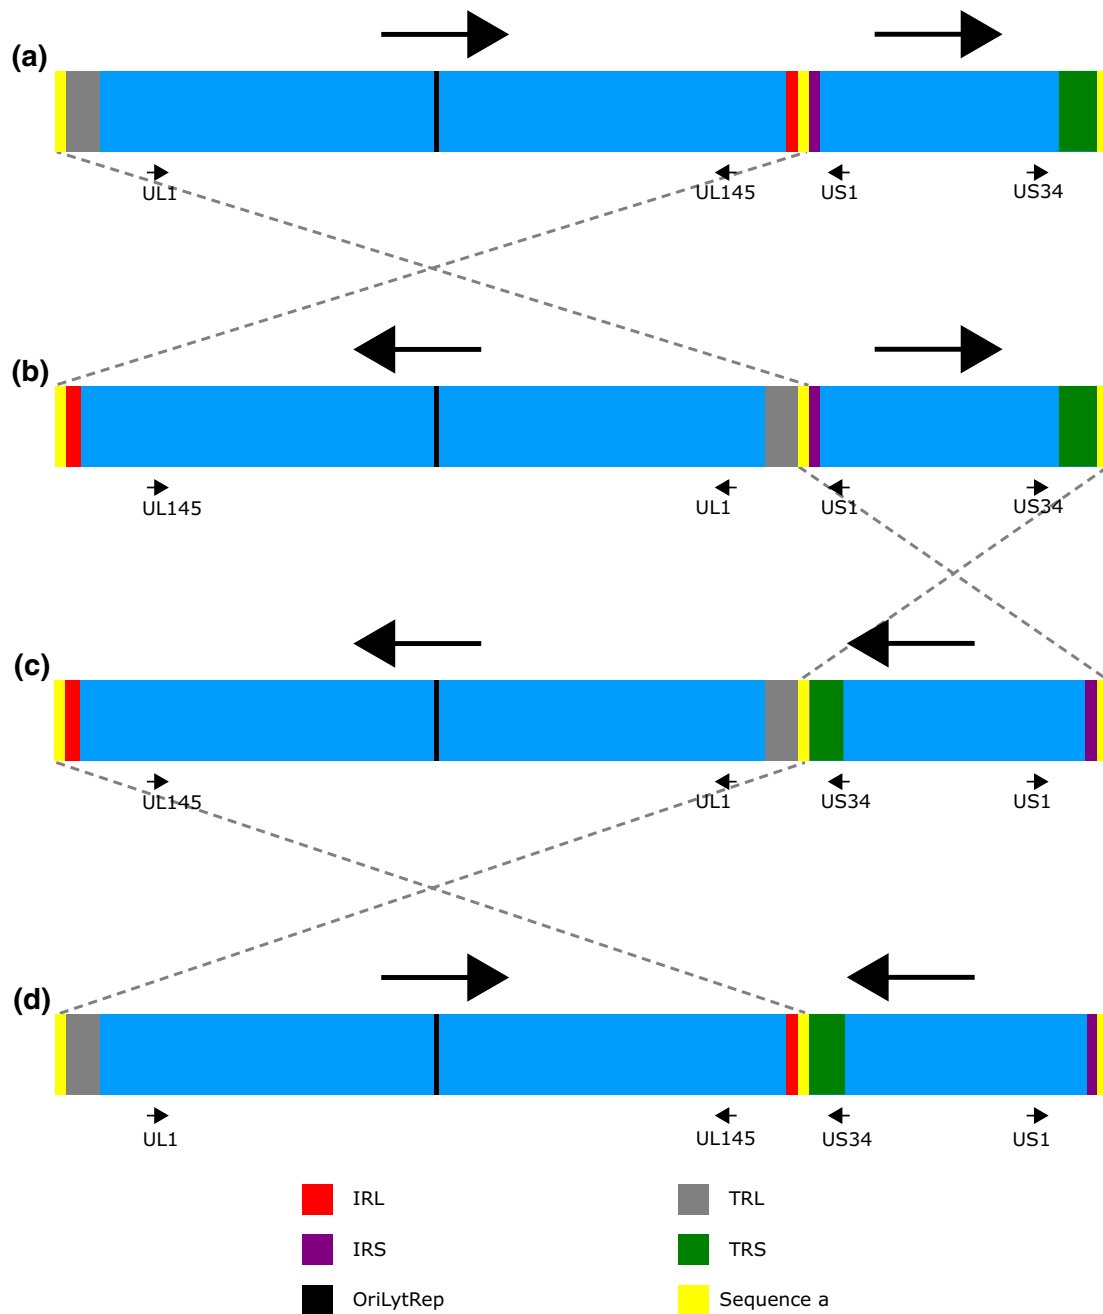 (a)
UL1 UL145 US1 US34
(b)
UL145 UL1 US1 US34
(c)
UL145 UL1 US34 US1
(d)
UL1 UL145 US34 US1
IRL TRL
IRS TRS
OriLytRep Sequence a